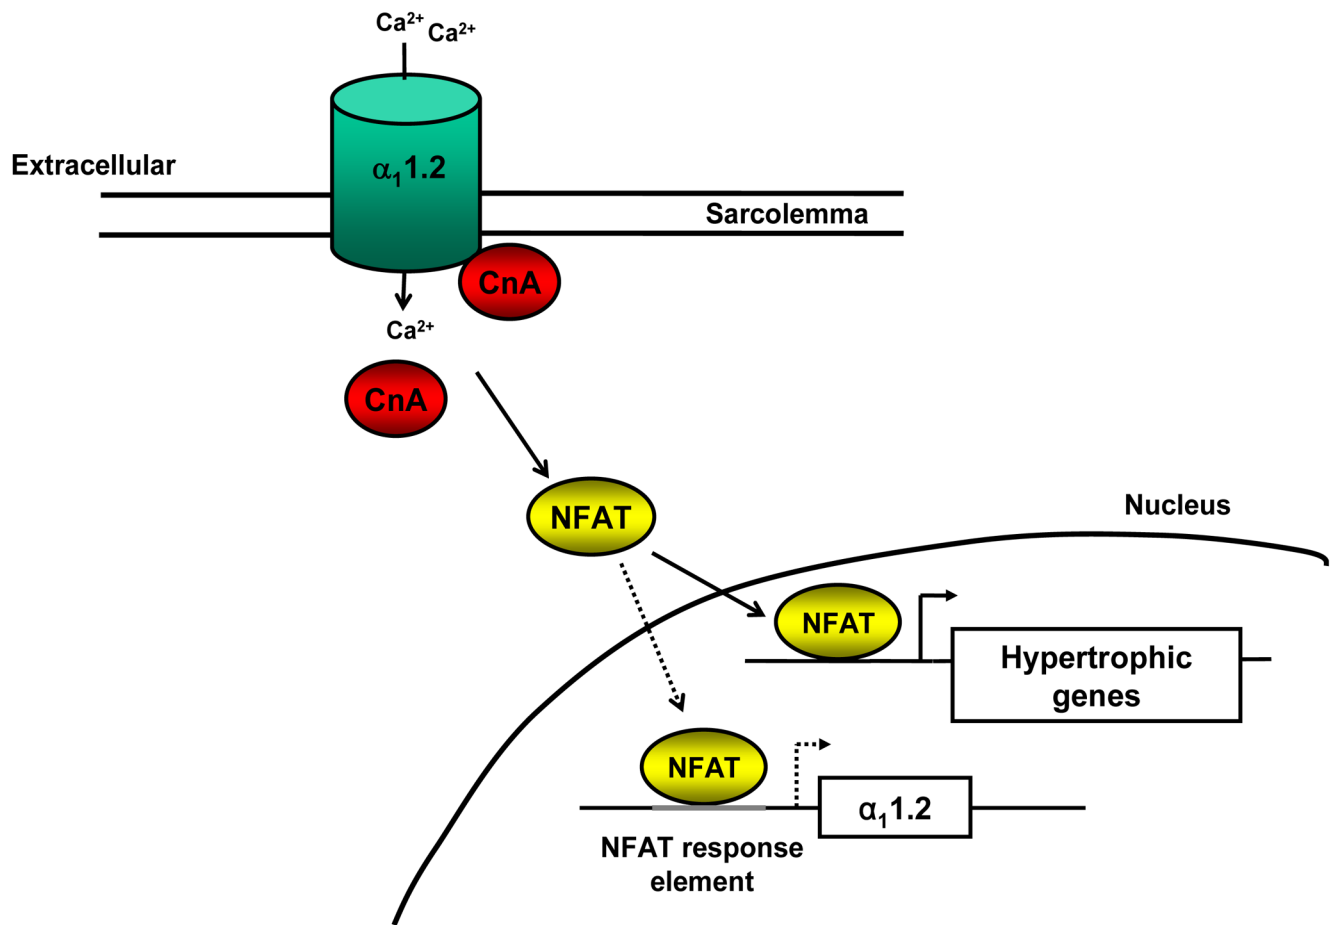 Ca²⁺ Ca²⁺
Extracellular
α₁1.2
Sarcolemma
CnA
Ca²⁺
CnA
NFAT
Nucleus
NFAT
Hypertrophic
genes
NFAT
α₁1.2
NFAT response
element